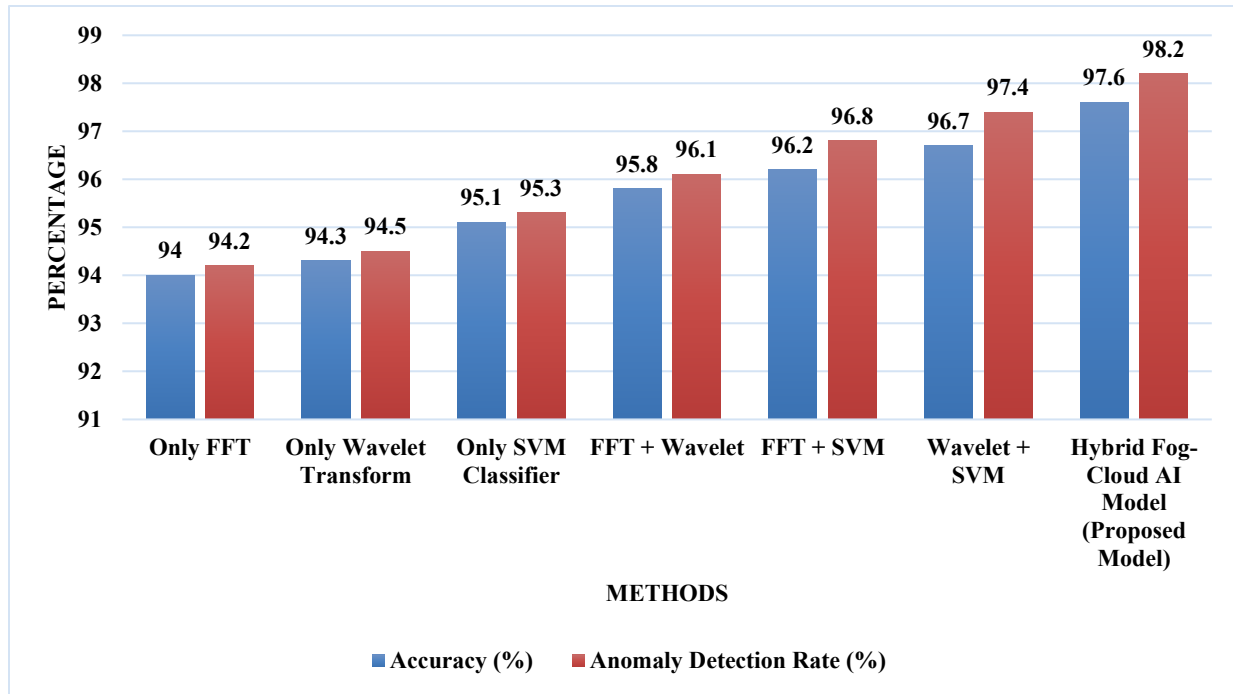 99
98
97
96
95
94
93
92
91
PERCENTAGE
94 94.2
94.3 94.5
95.1 95.3
95.8 96.1
96.2 96.8
96.7 97.4
97.6 98.2
Only FFT
Only Wavelet
Transform
Only SVM
Classifier
FFT + Wavelet
FFT + SVM
Wavelet +
SVM
Hybrid Fog-
Cloud AI
Model
(Proposed
Model)
METHODS
Accuracy (%) Anomaly Detection Rate (%)